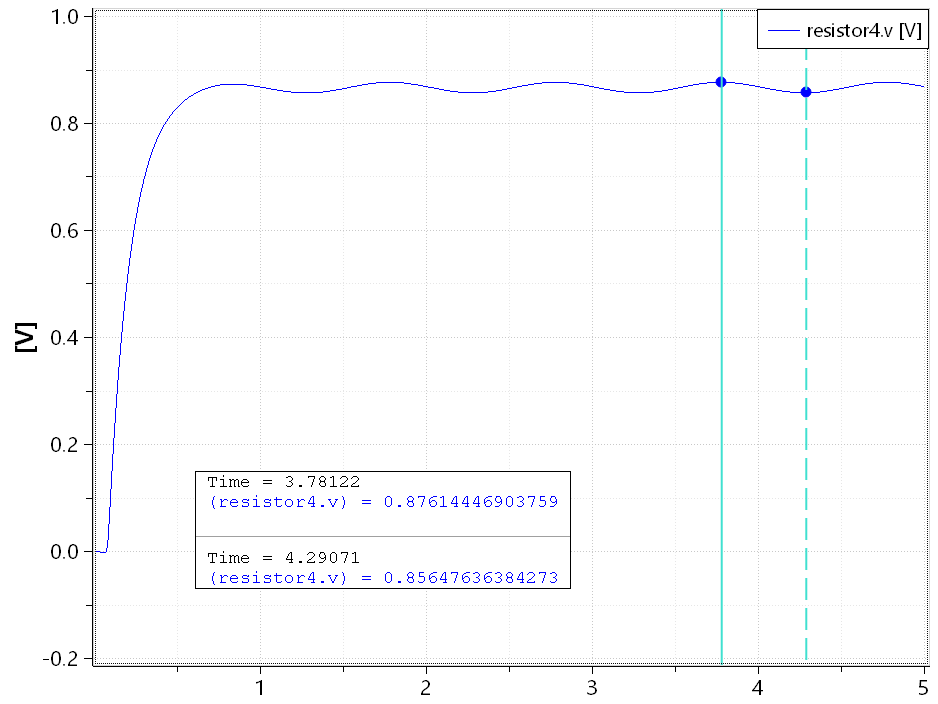 1.0
resistor4.v [V]
0.8
0.6
0.4
[V]
0.2
Time = 3.78122
(resistor4.v) = 0.87614446903759
0.0
Time = 4.29071
(resistor4.v) = 0.85647636384273
-0.2
1 2 3 4 5